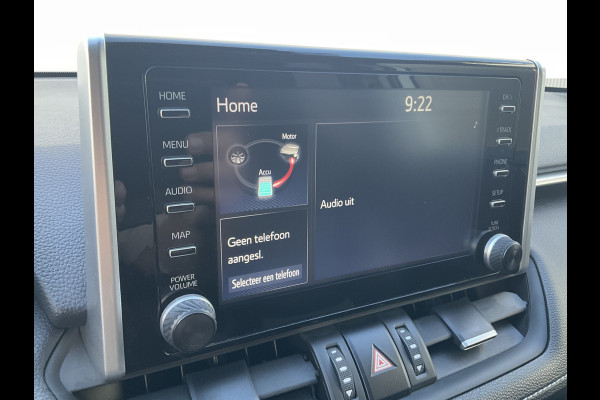 HOME
MENU
AUDIO
MAP
POWER
VOLUME
Home
9:22
Motor
Accu
Geen telefoon
aangesl.
Selecteer een telefoon
Audio uit
PHONE
SETUP
TUNE